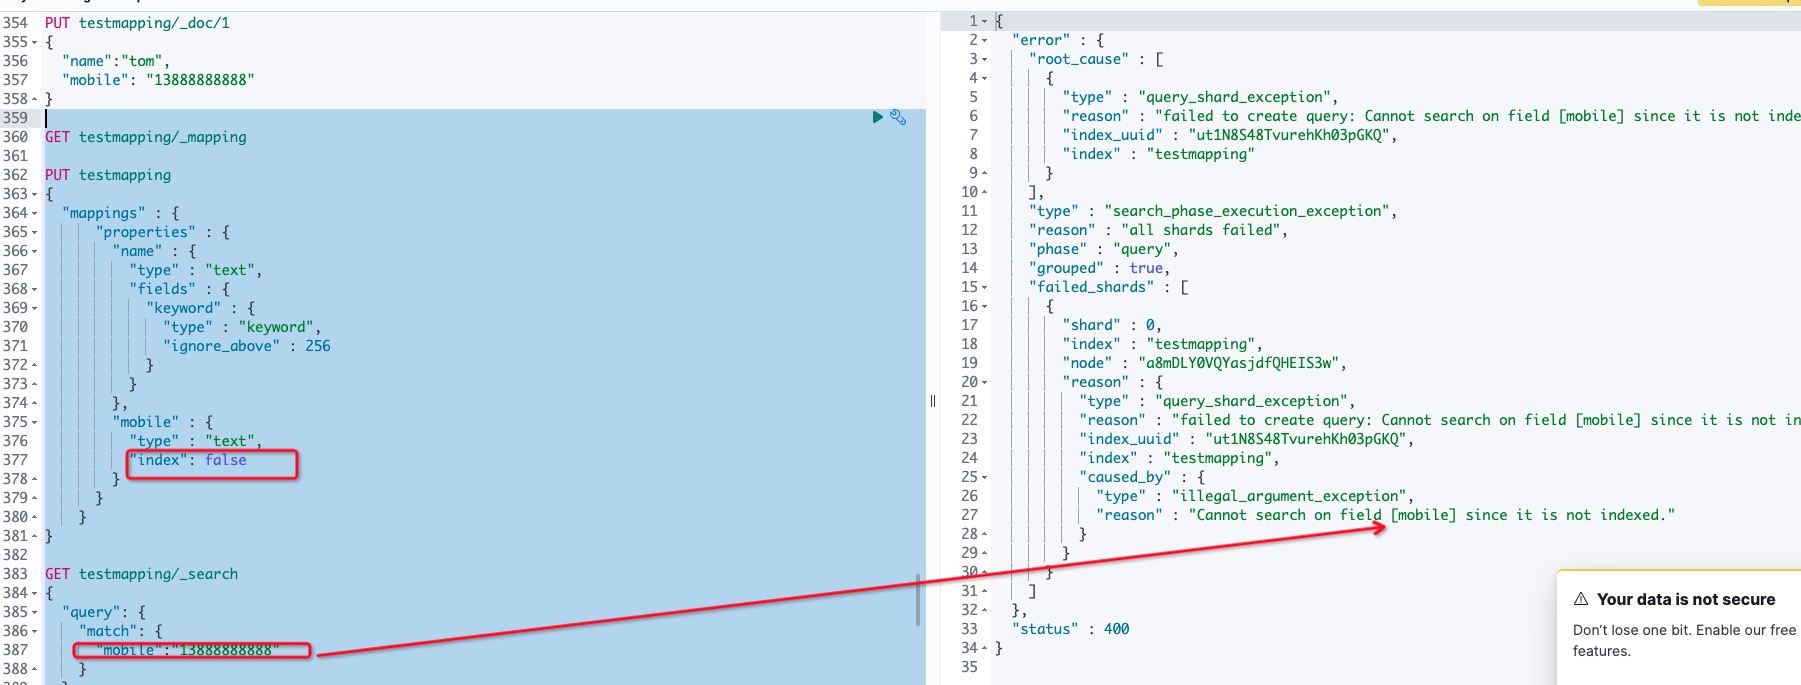 354 PUT testmapping/_doc/1
355 {
356 "name":"tom",
357 "mobile": "13888888888"
358 }
359
360 GET testmapping/_mapping
361
362 PUT testmapping
363 {
364 "mappings" : {
365 "properties" : {
366 "name" : {
367 "type" : "text",
368 "fields" : {
369 "keyword" : {
370 "type" : "keyword",
371 "ignore_above" : 256
372 }
373 }
374 },
375 "mobile" : {
376 "type" : "text",
377 "index": false
378 }
379 }
380 }
381 }
382
383 GET testmapping/_search
384 {
385 "query": {
386 "match": {
387 "mobile":"13888888888"
388 }
1 {
2 "error" : {
3 "root_cause" : [
4 {
5 "type" : "query_shard_exception",
6 "reason" : "failed to create query: Cannot search on field [mobile] since it is not inde
7 "index_uuid" : "ut1N8S48TvurehKh03pGKQ",
8 "index" : "testmapping"
9 }
10 ],
11 "type" : "search_phase_execution_exception",
12 "reason" : "all shards failed",
13 "phase" : "query",
14 "grouped" : true,
15 "failed_shards" : [
16 {
17 "shard" : 0,
18 "index" : "testmapping",
19 "node" : "a8mDLY0VQYasjdfQHEIS3w",
20 "reason" : {
21 "type" : "query_shard_exception",
22 "reason" : "failed to create query: Cannot search on field [mobile] since it is not in
23 "index_uuid" : "ut1N8S48TvurehKh03pGKQ",
24 "index" : "testmapping",
25 "caused_by" : {
26 "type" : "illegal_argument_exception",
27 "reason" : "Cannot search on field [mobile] since it is not indexed."
28 }
29 }
30 }
31 ]
32 },
33 "status" : 400
34 }
35
Your data is not secure
Don't lose one bit. Enable our free
features.